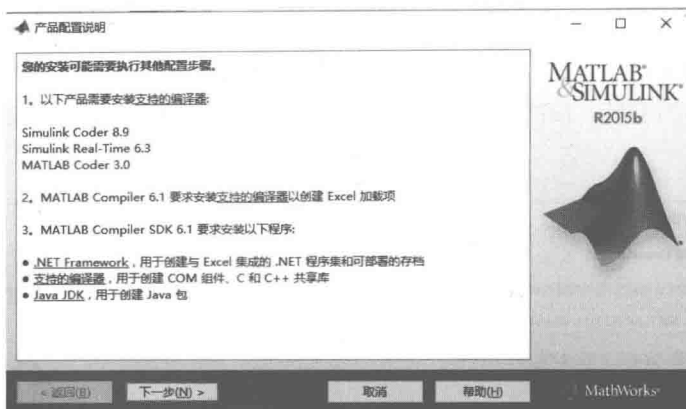 产品配置说明
您的安装可能需要执行其他配置步骤。
1。以下产品需要安装支持的编译器:
Simulink Coder 8.9
Simulink Real-Time 6.3
MATLAB Coder 3.0
2。MATLAB Compiler 6.1 要求安装支持的编译器以创建 Excel 加载项
3。MATLAB Compiler SDK 6.1 要求安装以下程序:
● .NET Framework，用于创建与 Excel 集成的 .NET 程序集和可部署的存档
● 支持的编译器，用于创建 COM 组件、C 和 C++ 共享库
● Java JDK，用于创建 Java 包
MATLAB®
&SIMULINK®
R2015b
< 返回(B)
下一步(N) >
取消
帮助(H)
MathWorks®